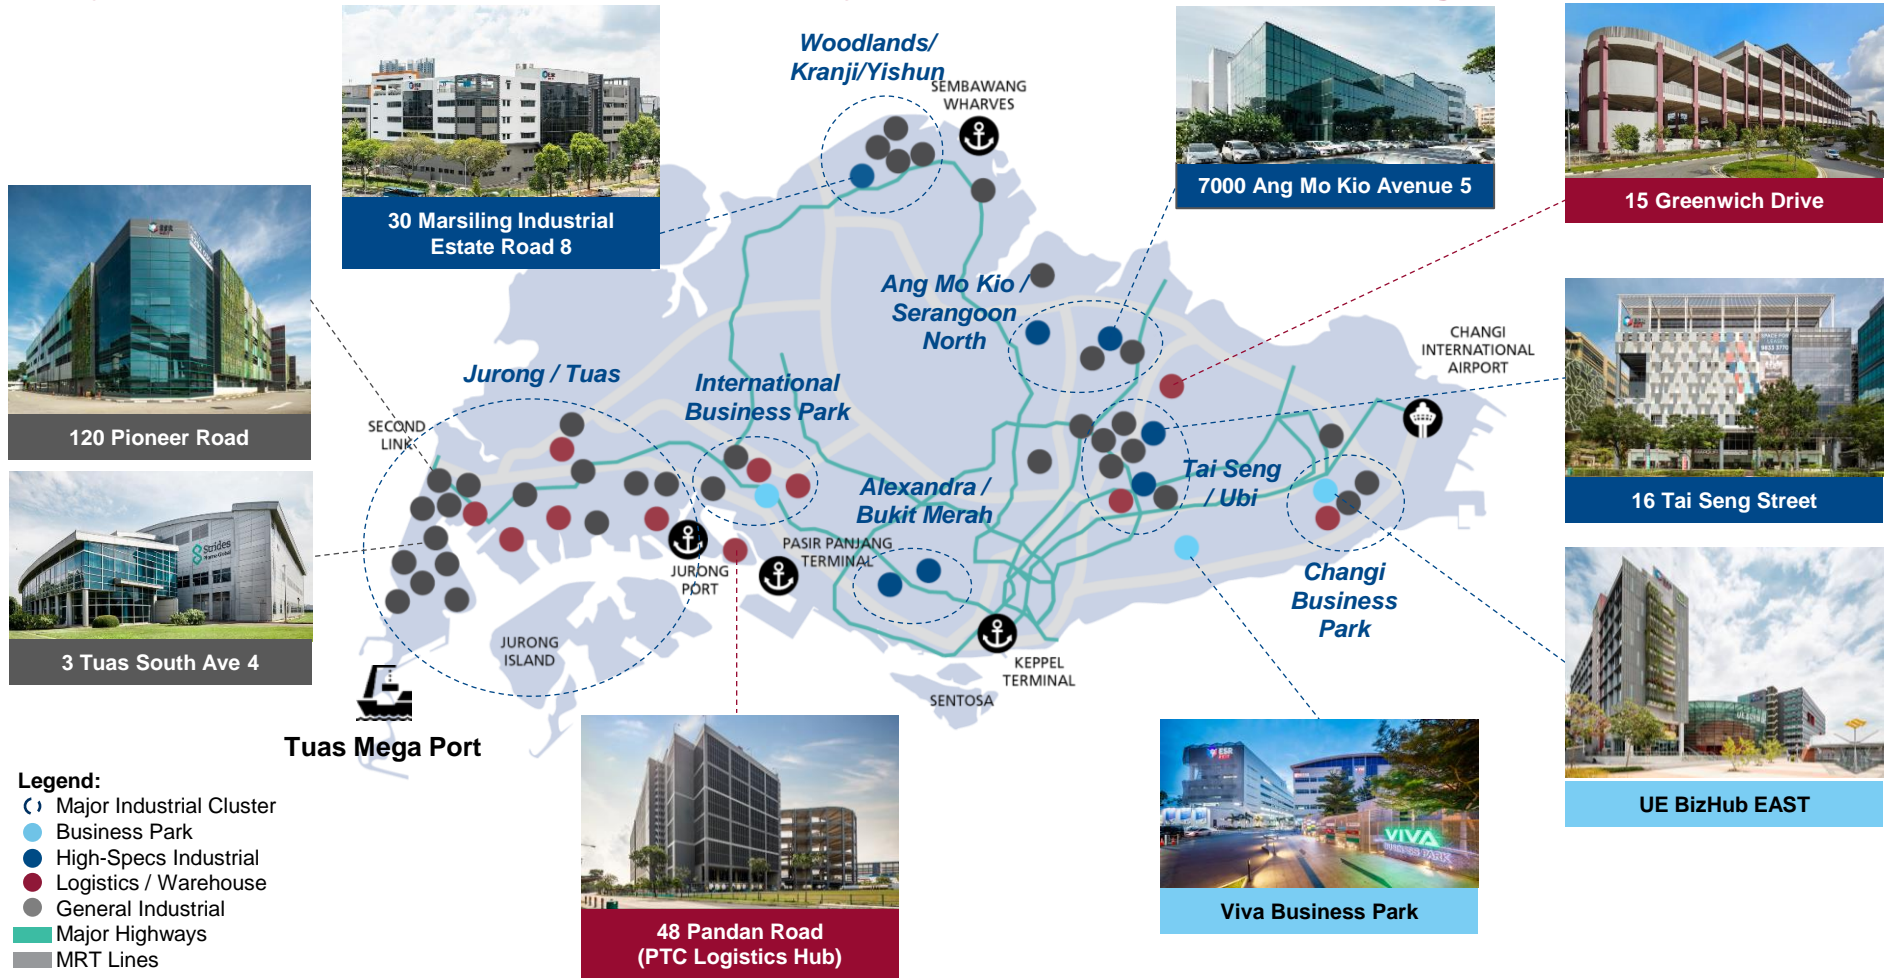 Woodlands/
Kranji/Yishun
SEMBAWANG
WHARVES
30 Marsiling Industrial
Estate Road 8
7000 Ang Mo Kio Avenue 5
15 Greenwich Drive
120 Pioneer Road
Ang Mo Kio /
Serangoon
North
CHANGI
INTERNATIONAL
AIRPORT
Jurong / Tuas
International
Business Park
SECOND
LINK
Alexandra /
Bukit Merah
Tai Seng
/ Ubi
16 Tai Seng Street
Strides
3 Tuas South Ave 4
JURONG
PORT
PASIR PANJANG
TERMINAL
Changi
Business
Park
JURONG
ISLAND
KEPPEL
TERMINAL
SENTOSA
Tuas Mega Port
UE BizHub EAST
ESR
VIVA
BUSINESS PARK
Viva Business Park
48 Pandan Road
(PTC Logistics Hub)
Legend:
Major Industrial Cluster
Business Park
High-Specs Industrial
Logistics / Warehouse
General Industrial
Major Highways
MRT Lines